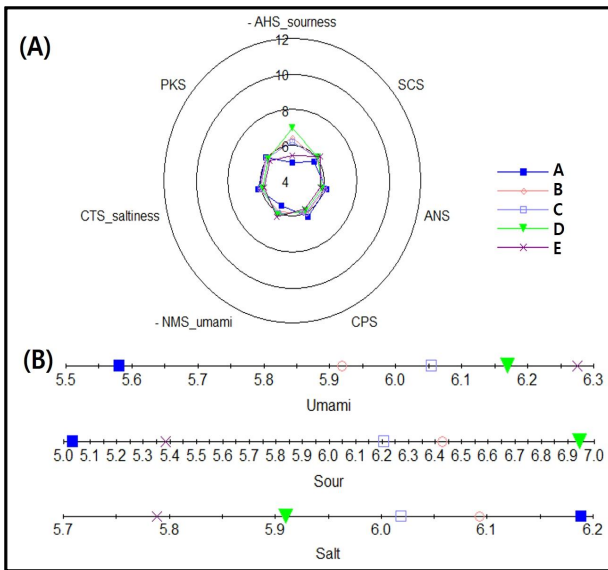 (A)
- AHS_sourness
12
10
8
6
4
PKS
SCS
CTS_saltiness
ANS
- NMS_umami
CPS
A
B
C
D
E
(B)
5.5 5.6 5.7 5.8 5.9 6.0 6.1 6.2 6.3
Umami
5.0 5.1 5.2 5.3 5.4 5.5 5.6 5.7 5.8 5.9 6.0 6.1 6.2 6.3 6.4 6.5 6.6 6.7 6.8 6.9 7.0
Sour
5.7 5.8 5.9 6.0 6.1 6.2
Salt